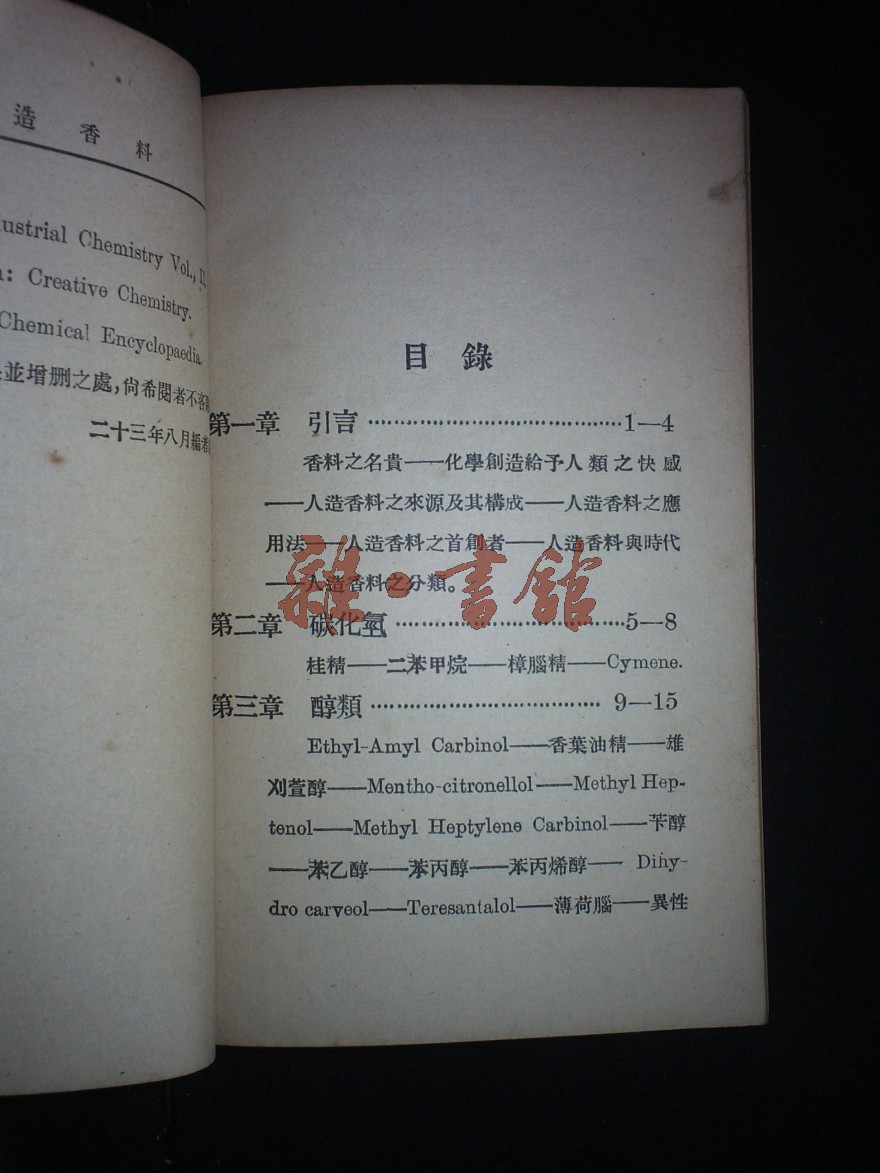 造香料
ustrial Chemistry Vol., II.
: Creative Chemistry.
Chemical Encyclopaedia.
並增删之處,尙希閱者不吝
二十三年八月編者
目錄
第一章 引言……………………………………1—4
香料之名貴——化學創造給予人類之快感
——人造香料之來源及其構成——人造香料之應
用法——人造香料之首創者——人造香料與時代
——人造香料之分類。
雜·書館
第二章 碳化氫…………………………………5—8
桂精——二苯甲烷——樟腦精——Cymene.
第三章 醇類……………………………… 9—15
Ethyl-Amyl Carbinol——香葉油精——雄
刈萱醇——Mentho-citronellol——Methyl Hep-
tenol——Methyl Heptylene Carbinol——苄醇
——苯乙醇——苯丙醇——苯丙烯醇—— Dihy-
dro carveol——Teresantalol——薄荷腦——異性